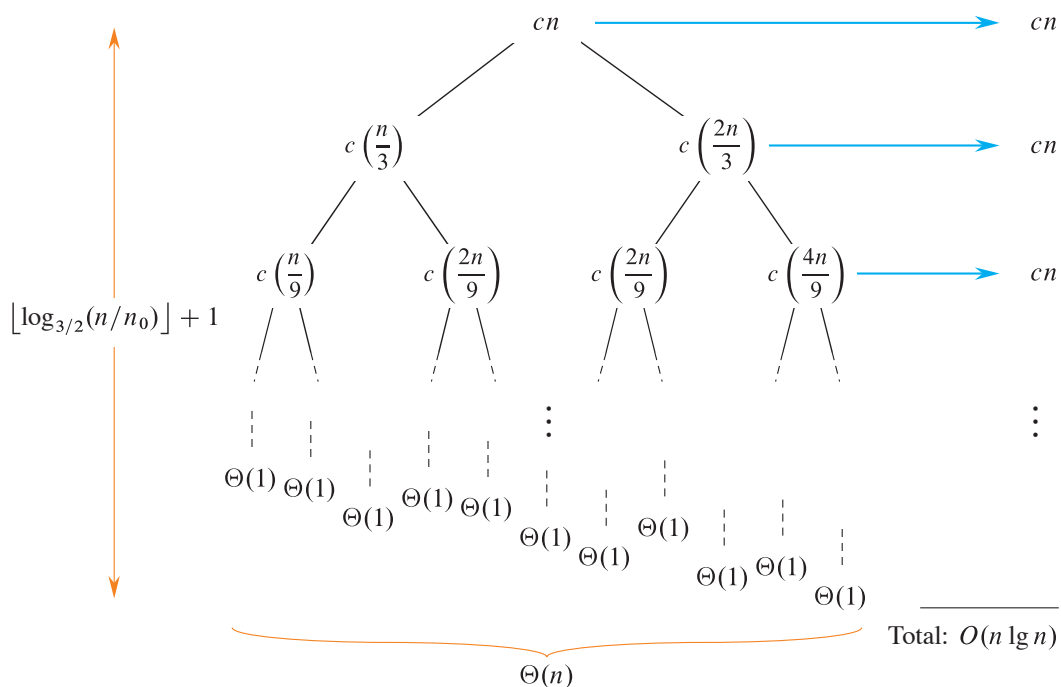 cn cn
c (n/3) c (2n/3) cn
c (n/9) c (2n/9) c (2n/9) c (4n/9) cn
⌊log_{3/2}(n/n_0)⌋ + 1
⋮ ⋮
Θ(1) Θ(1) Θ(1) Θ(1) Θ(1) Θ(1) Θ(1) Θ(1) Θ(1) Θ(1) Θ(1)
Total: O(n lg n)
Θ(n)